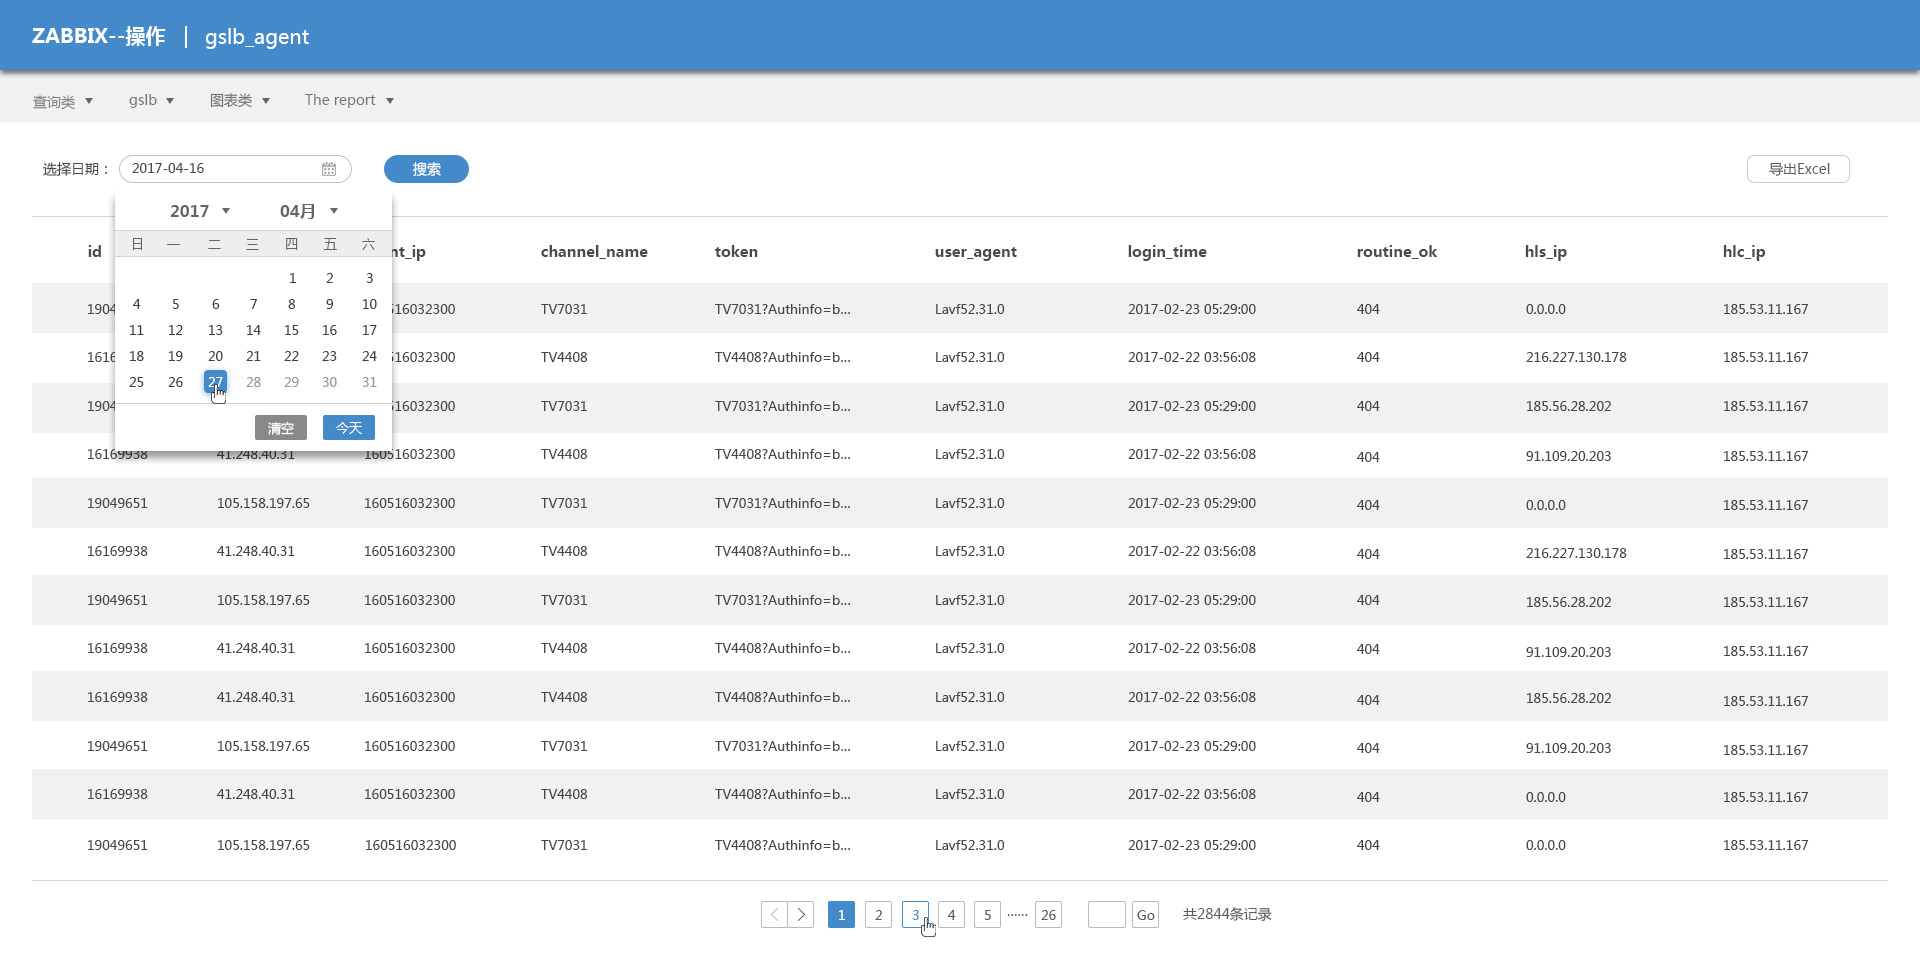 ZABBIX--操作 | gslb_agent
查询类 gslb 图表类 The report
选择日期： 2017-04-16 搜索 导出Excel
2017 04月
日 一 二 三 四 五 六
1 2 3
4 5 6 7 8 9 10
11 12 13 14 15 16 17
18 19 20 21 22 23 24
25 26 27 28 29 30 31
清空 今天
id nt_ip channel_name token user_agent login_time routine_ok hls_ip hlc_ip
1904 516032300 TV7031 TV7031?Authinfo=b... Lavf52.31.0 2017-02-23 05:29:00 404 0.0.0.0 185.53.11.167
1616 516032300 TV4408 TV4408?Authinfo=b... Lavf52.31.0 2017-02-22 03:56:08 404 216.227.130.178 185.53.11.167
1904 516032300 TV7031 TV7031?Authinfo=b... Lavf52.31.0 2017-02-23 05:29:00 404 185.56.28.202 185.53.11.167
16169938 41.248.40.31 160516032300 TV4408 TV4408?Authinfo=b... Lavf52.31.0 2017-02-22 03:56:08 404 91.109.20.203 185.53.11.167
19049651 105.158.197.65 160516032300 TV7031 TV7031?Authinfo=b... Lavf52.31.0 2017-02-23 05:29:00 404 0.0.0.0 185.53.11.167
16169938 41.248.40.31 160516032300 TV4408 TV4408?Authinfo=b... Lavf52.31.0 2017-02-22 03:56:08 404 216.227.130.178 185.53.11.167
19049651 105.158.197.65 160516032300 TV7031 TV7031?Authinfo=b... Lavf52.31.0 2017-02-23 05:29:00 404 185.56.28.202 185.53.11.167
16169938 41.248.40.31 160516032300 TV4408 TV4408?Authinfo=b... Lavf52.31.0 2017-02-22 03:56:08 404 91.109.20.203 185.53.11.167
16169938 41.248.40.31 160516032300 TV4408 TV4408?Authinfo=b... Lavf52.31.0 2017-02-22 03:56:08 404 185.56.28.202 185.53.11.167
19049651 105.158.197.65 160516032300 TV7031 TV7031?Authinfo=b... Lavf52.31.0 2017-02-23 05:29:00 404 91.109.20.203 185.53.11.167
16169938 41.248.40.31 160516032300 TV4408 TV4408?Authinfo=b... Lavf52.31.0 2017-02-22 03:56:08 404 0.0.0.0 185.53.11.167
19049651 105.158.197.65 160516032300 TV7031 TV4408?Authinfo=b... Lavf52.31.0 2017-02-23 05:29:00 404 0.0.0.0 185.53.11.167
< > 1 2 3 4 5 ······ 26 Go 共2844条记录